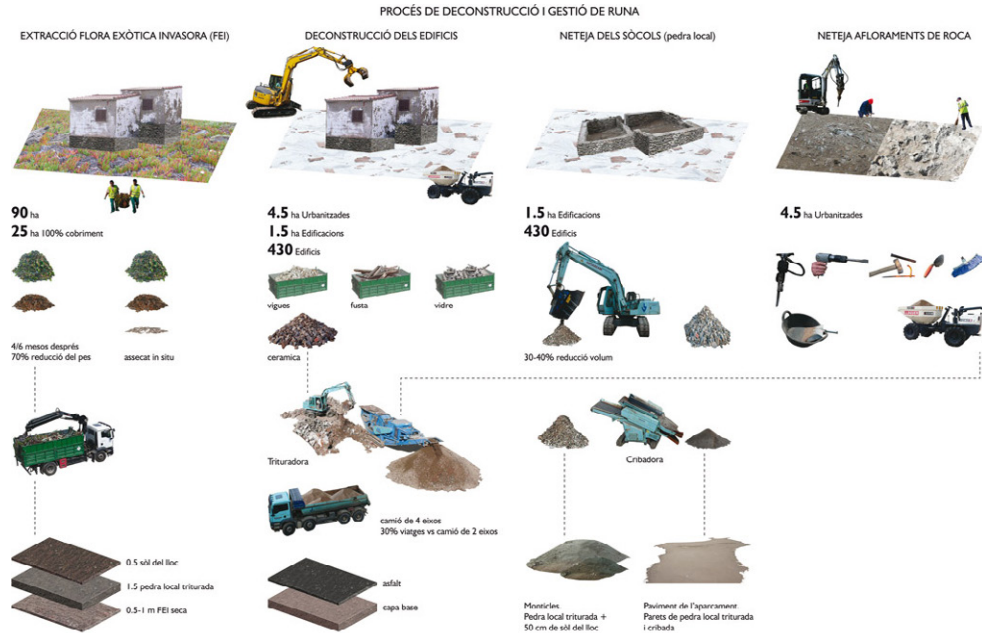 PROCÉS DE DECONSTRUCCIÓ I GESTIÓ DE RUNA
EXTRACCIÓ FLORA EXÒTICA INVASORA (FEI)
90 ha
25 ha 100% cobriment
4/6 mesos després
70% reducció del pes
assecat in situ
0.5 sòl del lloc
1.5 pedra local triturada
0.5-1 m FEI seca
DECONSTRUCCIÓ DELS EDIFICIS
4.5 ha Urbanitzades
1.5 ha Edificacions
430 Edificis
vigues
fusta
vidre
ceramica
Trituradora
camió de 4 eixos
30% viatges vs camió de 2 eixos
asfalt
capa base
NETEJA DELS SÒCOLS (pedra local)
1.5 ha Edificacions
430 Edificis
30-40% reducció volum
Cribadora
Monticles.
Pedra local triturada +
50 cm de sòl del lloc
Paviment de l'aparcament.
Parets de pedra local triturada
i cribada
NETEJA AFLORAMENTS DE ROCA
4.5 ha Urbanitzades